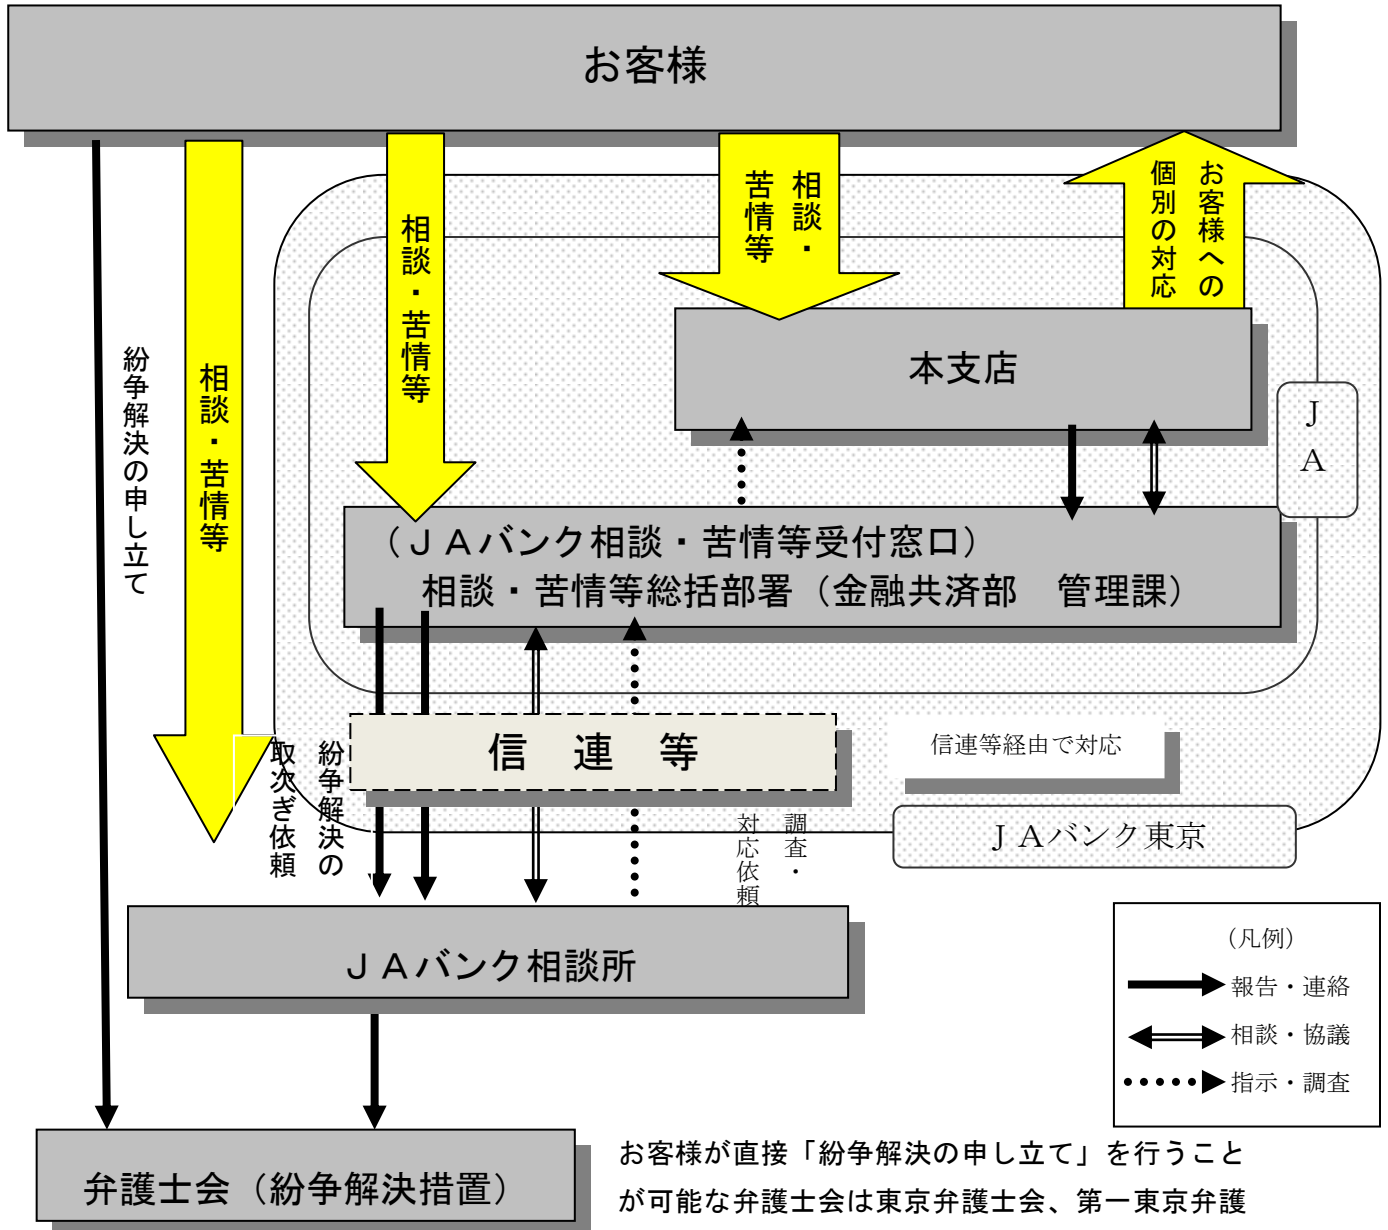 お客様
紛争解決の申し立て
相談・苦情等
相談・苦情等
相談・
苦情等
お客様への
個別の対応
本支店
ＪＡ
（ＪＡバンク相談・苦情等受付窓口）
相談・苦情等総括部署（金融共済部　管理課）
信　連　等
信連等経由で対応
紛争解決の
取次ぎ依頼
調査・
対応依頼
ＪＡバンク東京
ＪＡバンク相談所
（凡例）
報告・連絡
相談・協議
指示・調査
弁護士会（紛争解決措置）
お客様が直接「紛争解決の申し立て」を行うこと
が可能な弁護士会は東京弁護士会、第一東京弁護